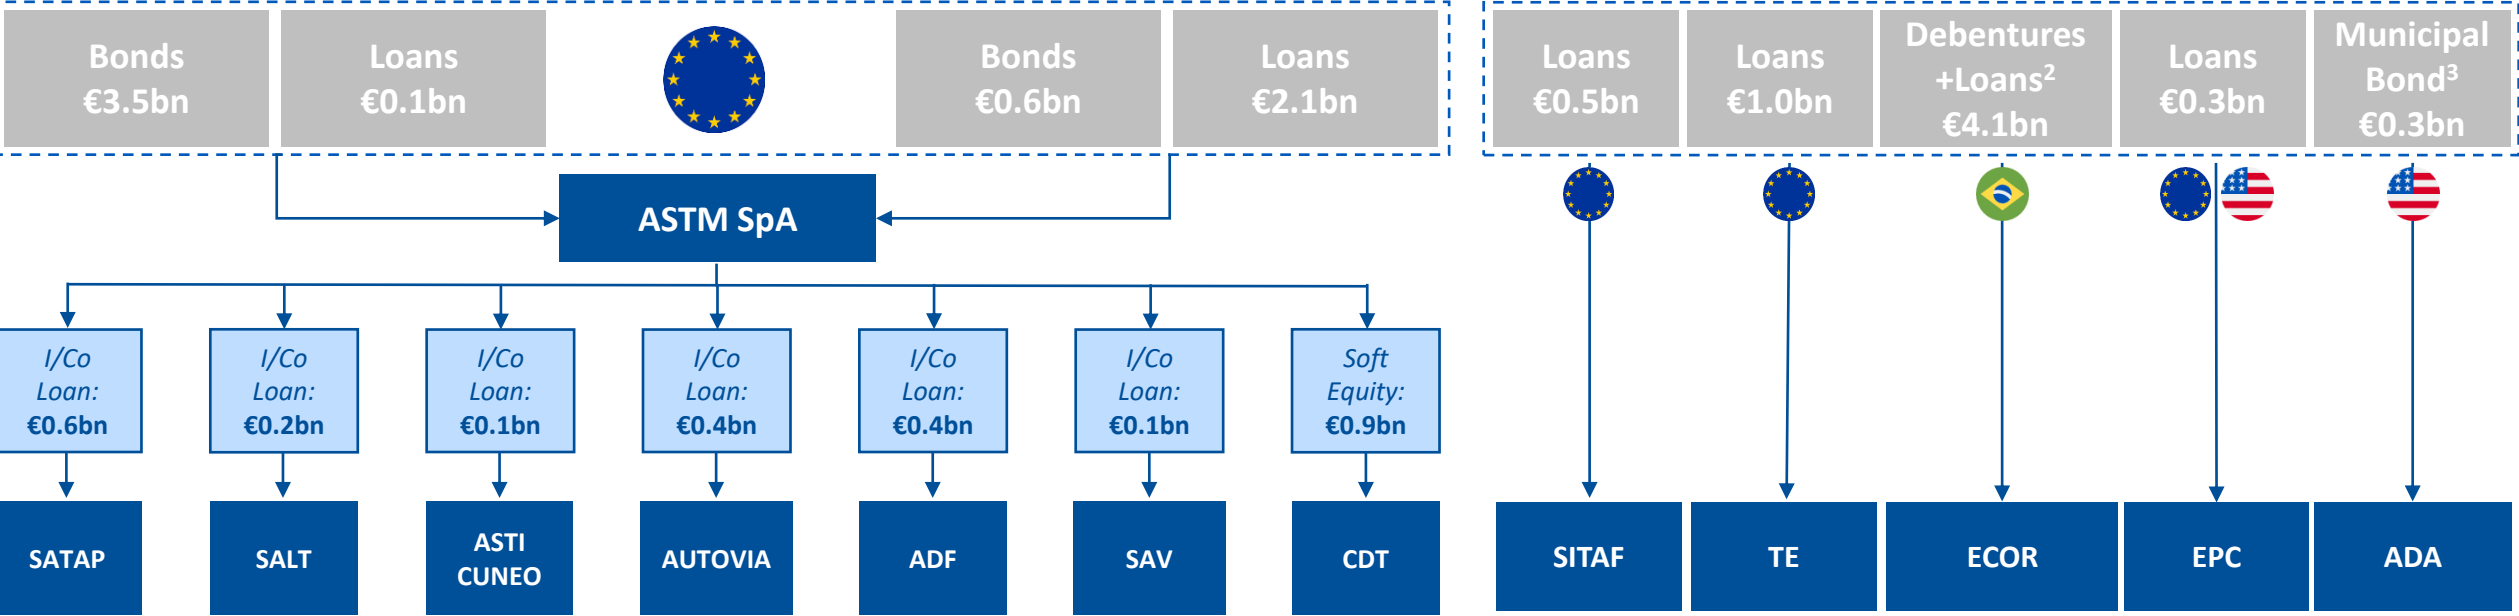 Bonds
€3.5bn
Loans
€0.1bn
Bonds
€0.6bn
Loans
€2.1bn
Loans
€0.5bn
Loans
€1.0bn
Debentures
+Loans²
€4.1bn
Loans
€0.3bn
Municipal
Bond³
€0.3bn
ASTM SpA
I/Co
Loan:
€0.6bn
I/Co
Loan:
€0.2bn
I/Co
Loan:
€0.1bn
I/Co
Loan:
€0.4bn
I/Co
Loan:
€0.4bn
I/Co
Loan:
€0.1bn
Soft
Equity:
€0.9bn
SATAP
SALT
ASTI
CUNEO
AUTOVIA
ADF
SAV
CDT
SITAF
TE
ECOR
EPC
ADA